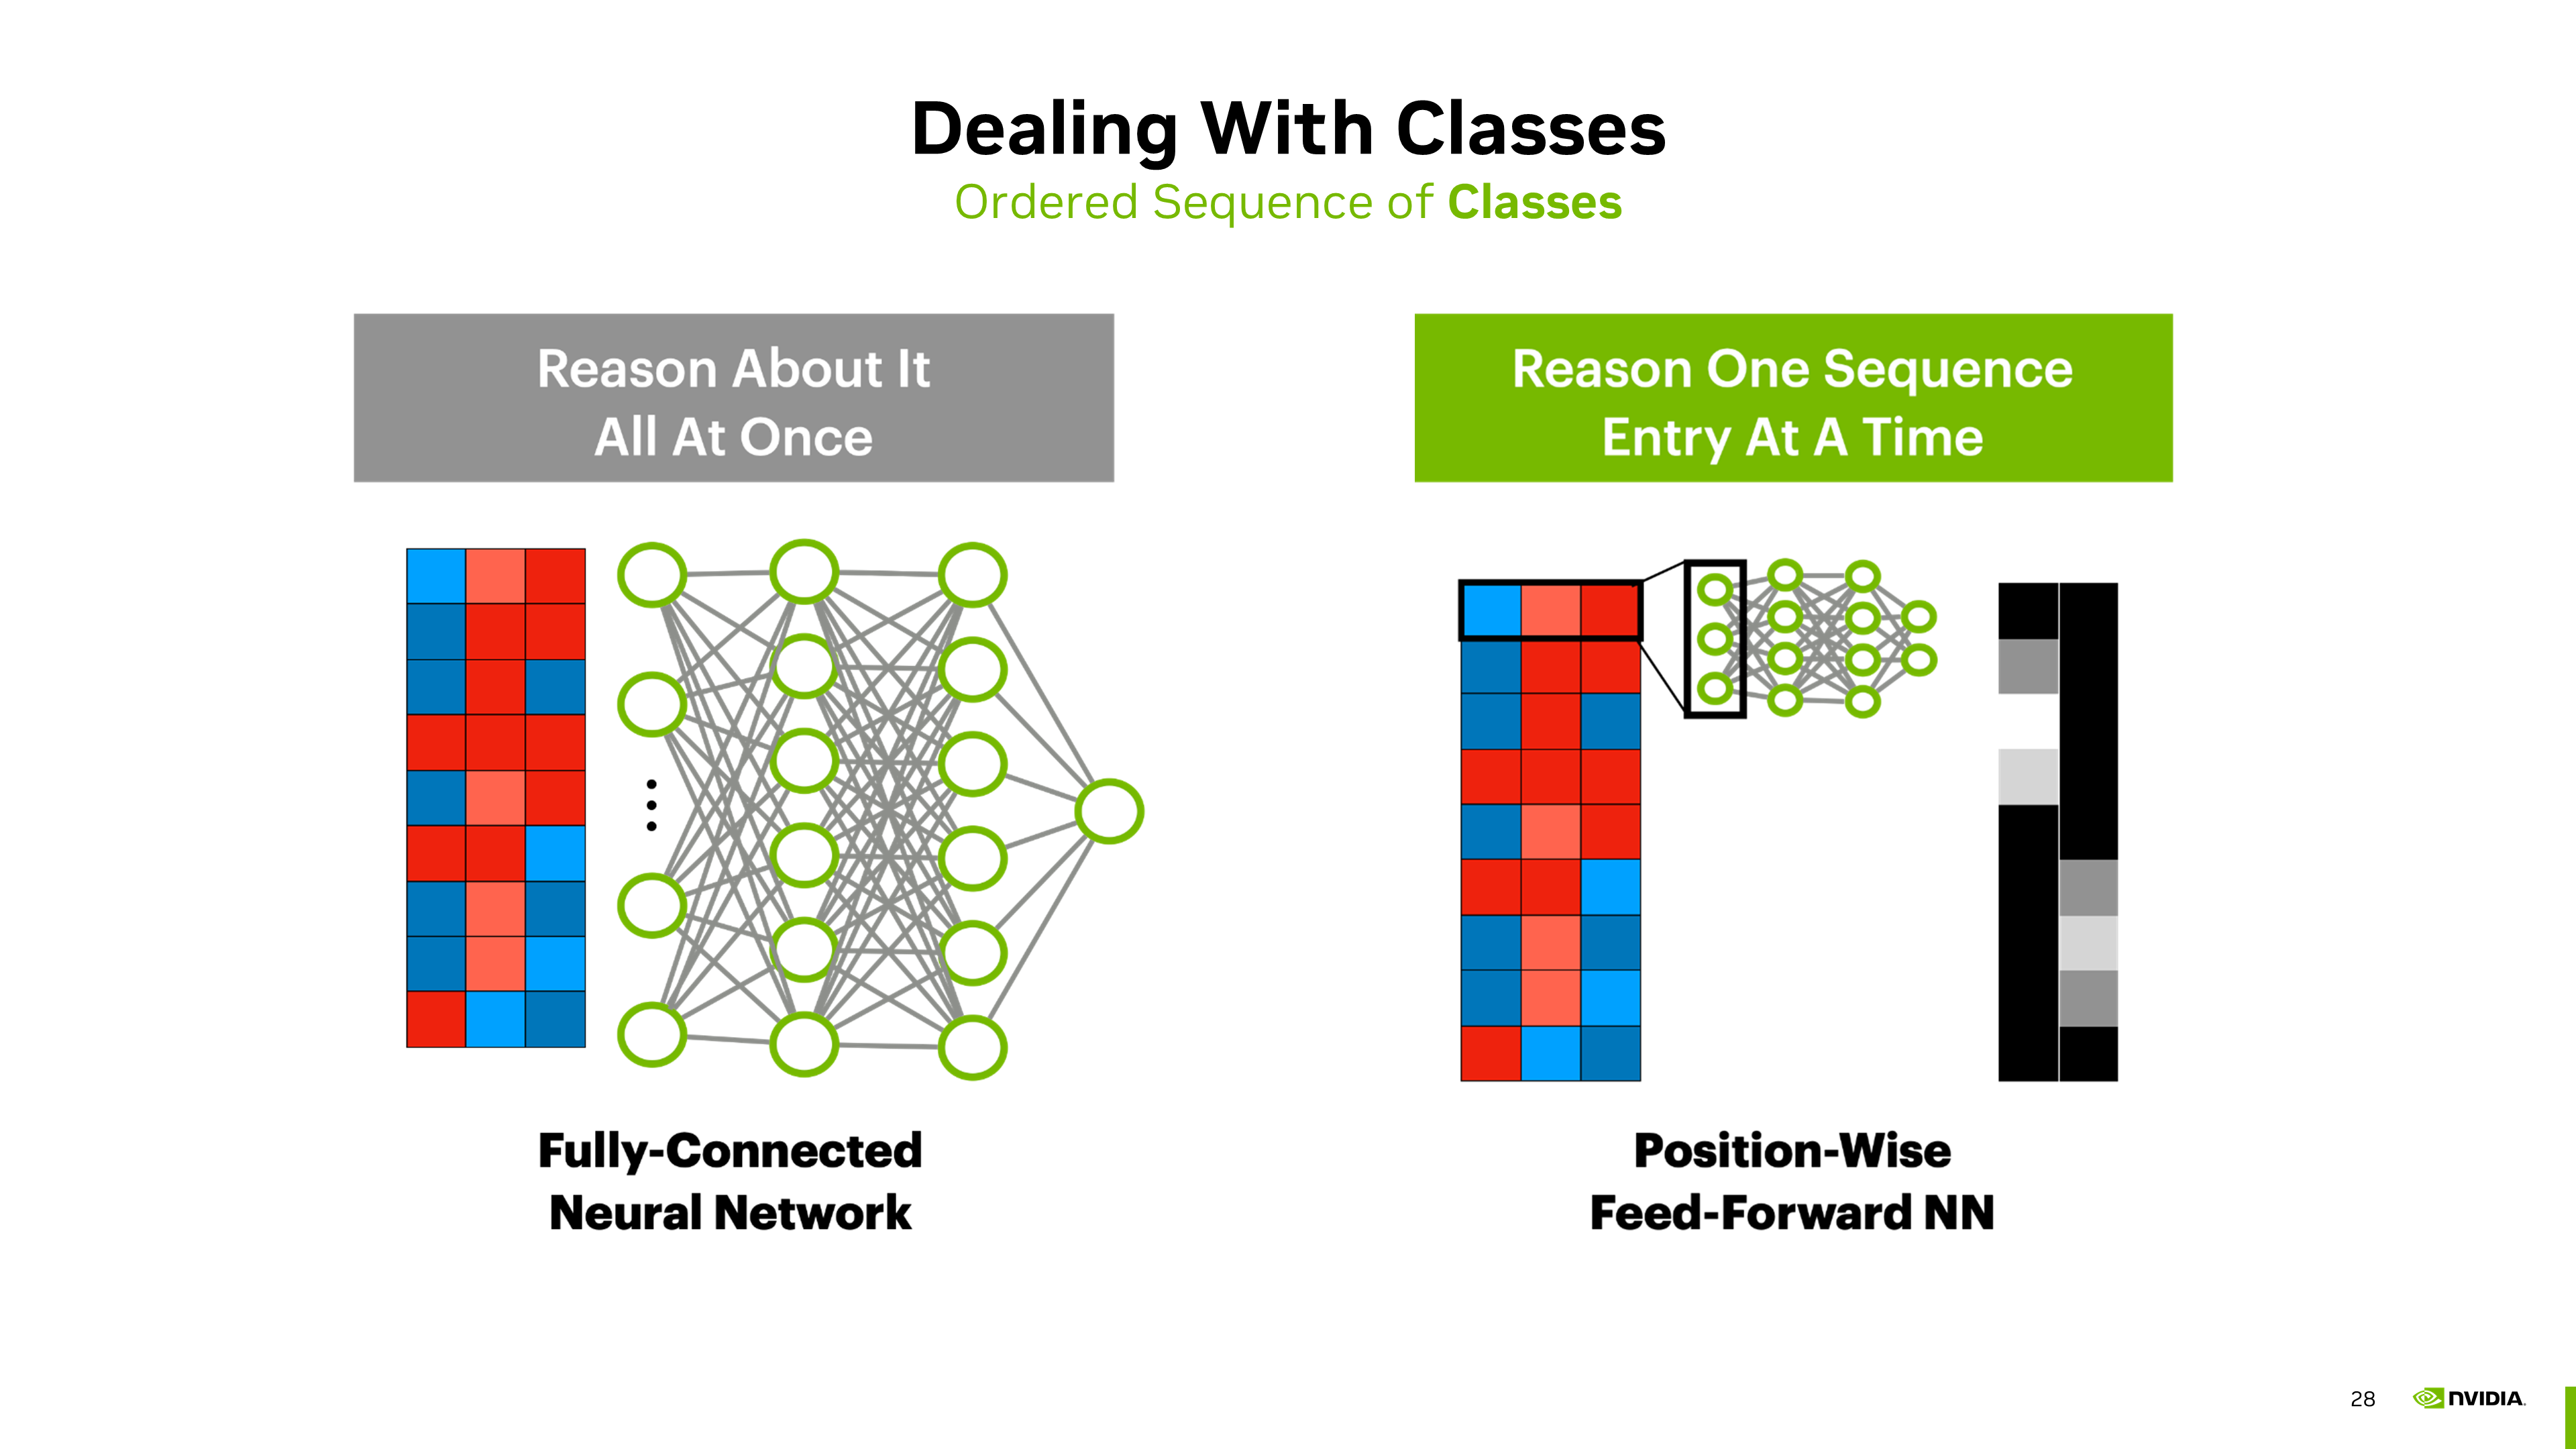 Dealing With Classes
Ordered Sequence of Classes
Reason About It
All At Once
Reason One Sequence
Entry At A Time
Fully-Connected
Neural Network
Position-Wise
Feed-Forward NN
28
NVIDIA.